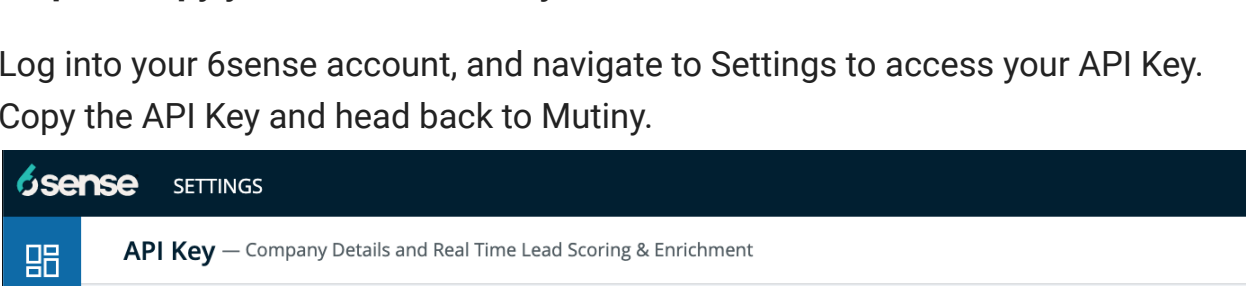 Log into your 6sense account, and navigate to Settings to access your API Key.
Copy the API Key and head back to Mutiny.
6sense SETTINGS
API Key — Company Details and Real Time Lead Scoring & Enrichment